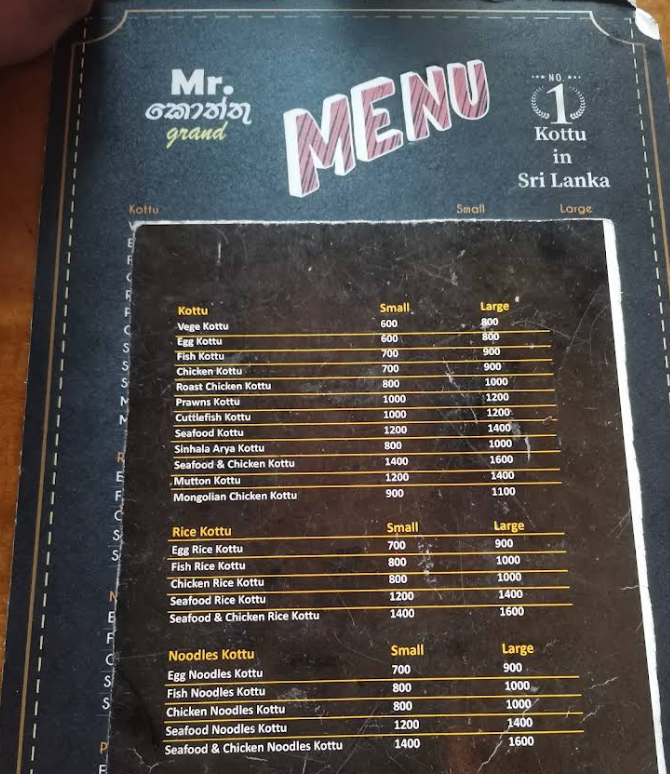 Mr.
කොත්තු
grand
MENU
NO.
1
Kottu
in
Sri Lanka
Kottu Small Large
Kottu Small Large
Vege Kottu 600 800
Egg Kottu 600 800
Fish Kottu 700 900
Chicken Kottu 700 900
Roast Chicken Kottu 800 1000
Prawns Kottu 1000 1200
Cuttlefish Kottu 1000 1200
Seafood Kottu 1200 1400
Sinhala Arya Kottu 800 1000
Seafood & Chicken Kottu 1400 1600
Mutton Kottu 1200 1400
Mongolian Chicken Kottu 900 1100
Rice Kottu Small Large
Egg Rice Kottu 700 900
Fish Rice Kottu 800 1000
Chicken Rice Kottu 800 1000
Seafood Rice Kottu 1200 1400
Seafood & Chicken Rice Kottu 1400 1600
Noodles Kottu Small Large
Egg Noodles Kottu 700 900
Fish Noodles Kottu 800 1000
Chicken Noodles Kottu 800 1000
Seafood Noodles Kottu 1200 1400
Seafood & Chicken Noodles Kottu 1400 1600